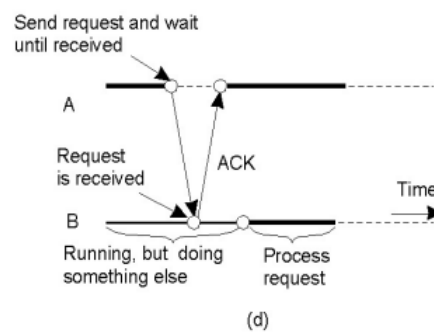 Send request and wait
until received
A
Request
is received
ACK
Time
B
Running, but doing
something else
Process
request
(d)